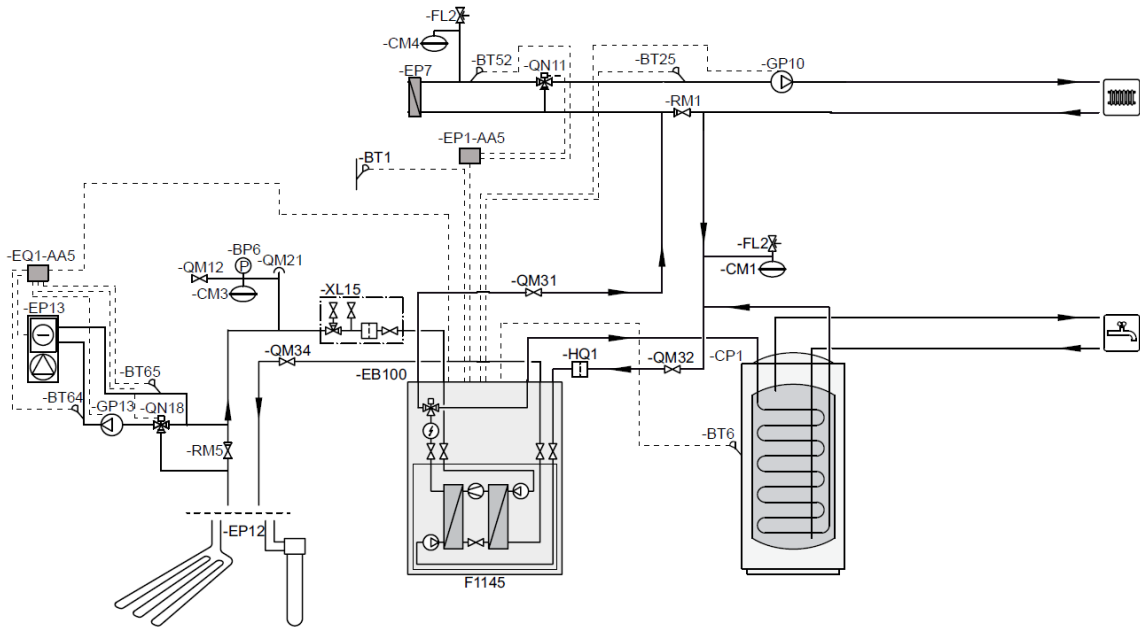 -FL2
-CM4
-BT52
-QN11
-BT25
-GP10
-EP7
-RM1
-EP1-AA5
-BT1
-EQ1-AA5
-BP6
-QM12
P
-QM21
-FL2
-CM3
-CM1
-XL15
-QM31
-EP13
-QM34
-HQ1
-QM32
-CP1
-EB100
-BT65
-BT64
-GP13
-QN18
-BT6
-RM5
-EP12
F1145